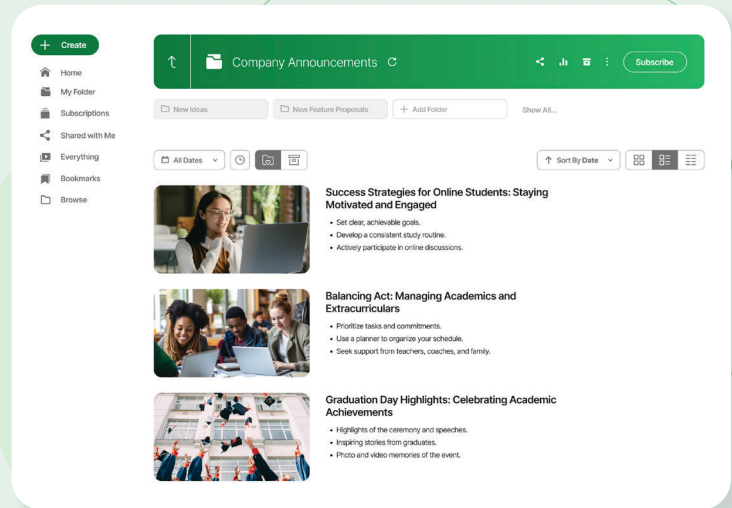 Create
Home
My Folder
Subscriptions
Shared with Me
Everything
Bookmarks
Browse
Company Announcements
Subscribe
New Ideas
New Feature Proposals
Add Folder
Show All...
All Dates
Sort By Date
Success Strategies for Online Students: Staying
Motivated and Engaged
• Set clear, achievable goals.
• Develop a consistent study routine.
• Actively participate in online discussions.
Balancing Act: Managing Academics and
Extracurriculars
• Prioritize tasks and commitments.
• Use a planner to organize your schedule.
• Seek support from teachers, coaches, and family.
Graduation Day Highlights: Celebrating Academic
Achievements
• Highlights of the ceremony and speeches.
• Inspiring stories from graduates.
• Photo and video memories of the event.